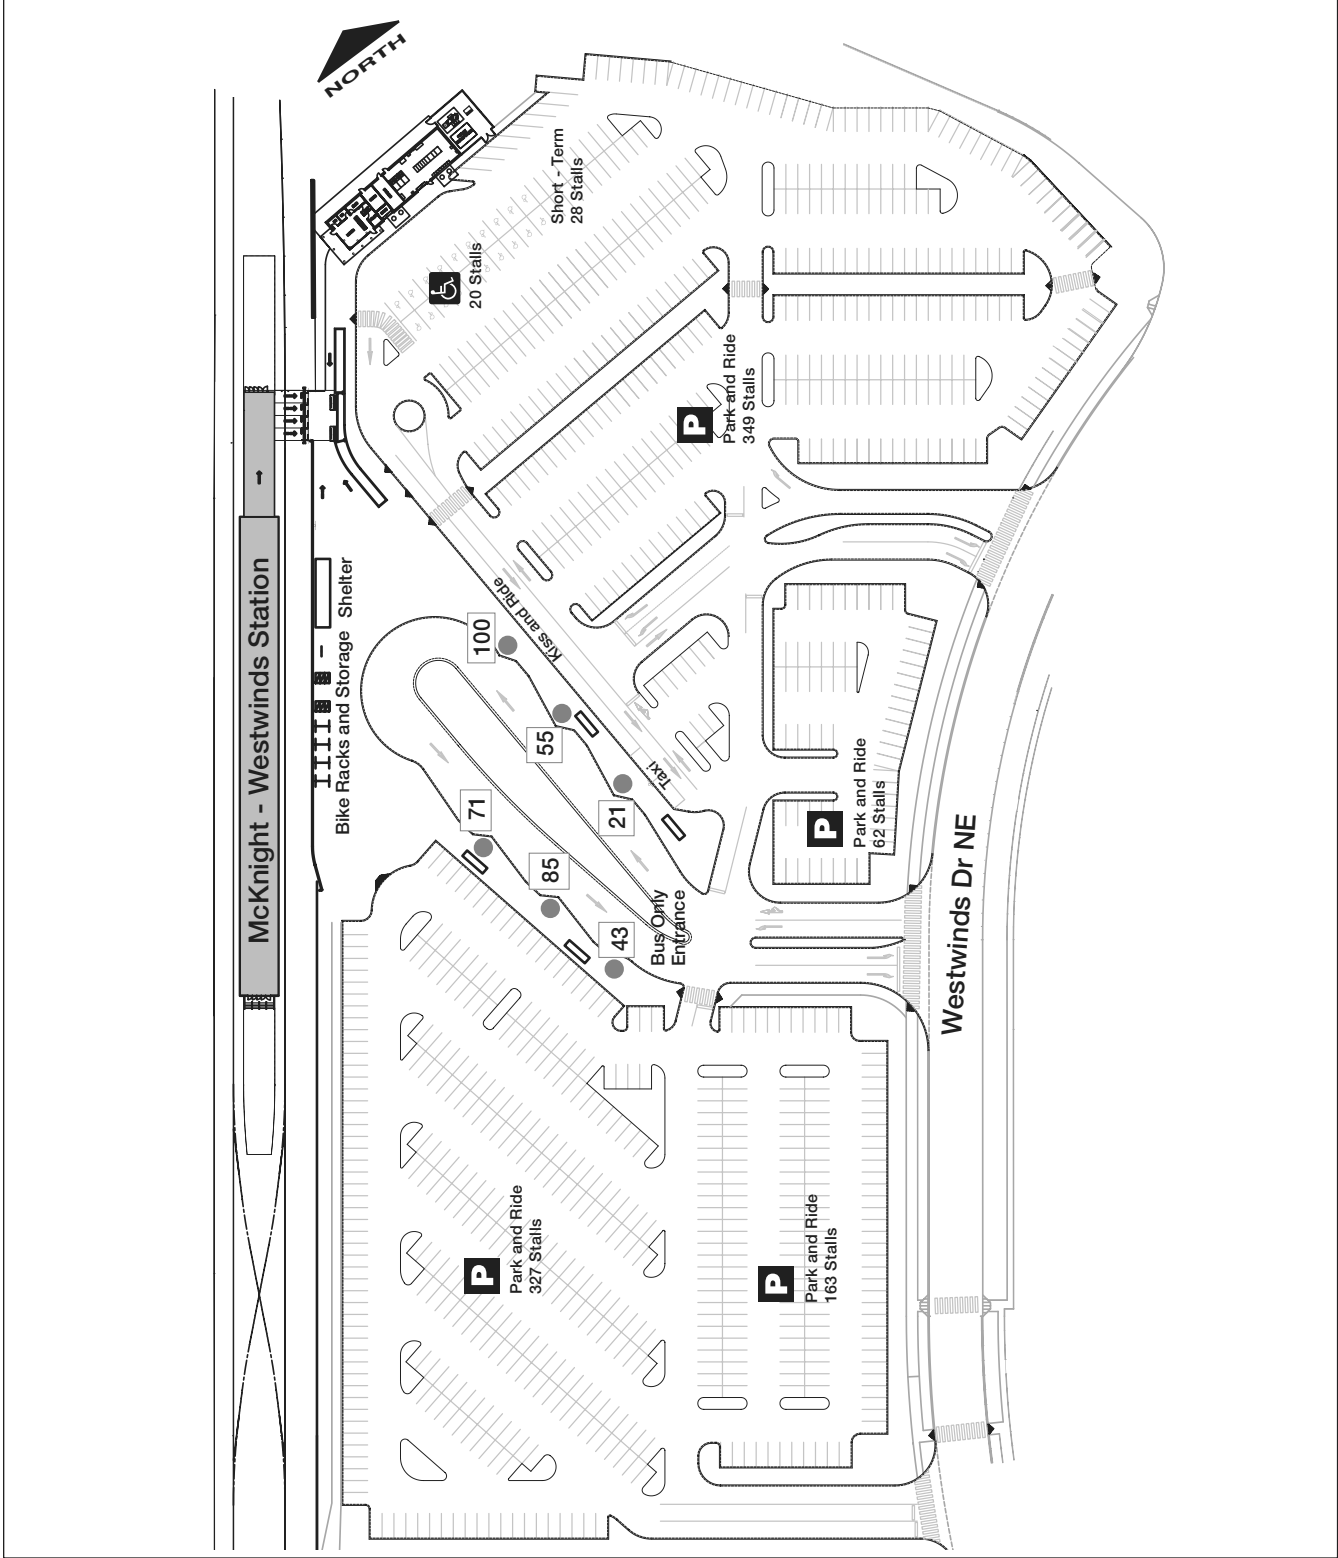 NORTH
Short - Term
28 Stalls
20 Stalls
P
Park and Ride
349 Stalls
McKnight - Westwinds Station
Shelter
Bike Racks and Storage
Kiss and Ride
100
55
21
Taxi
71
85
43
Bus Only
Entrance
P
Park and Ride
62 Stalls
Westwinds Dr NE
P
Park and Ride
327 Stalls
P
Park and Ride
163 Stalls